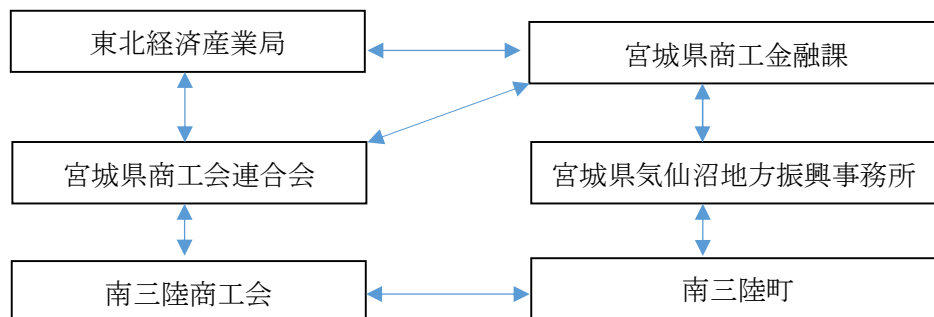 東北経済産業局
宮城県商工金融課
宮城県商工会連合会
宮城県気仙沼地方振興事務所
南三陸商工会
南三陸町